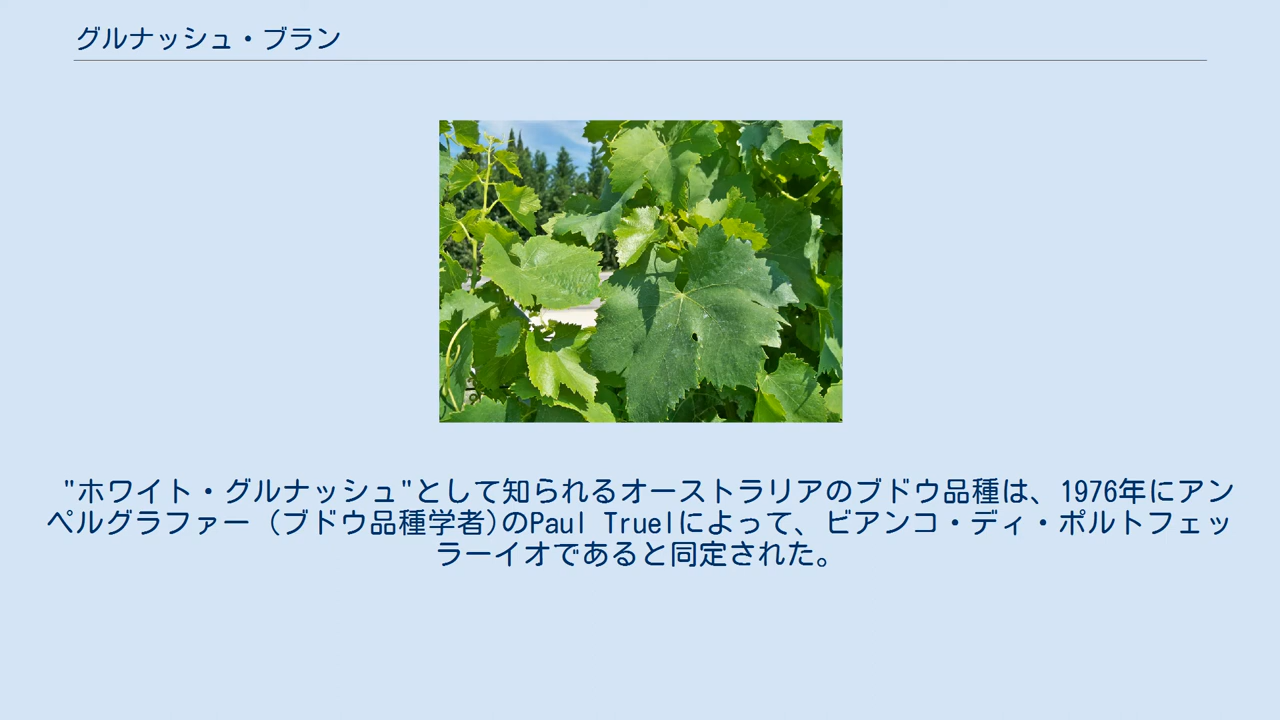 グルナッシュ・ブラン
"ホワイト・グルナッシュ"として知られるオーストラリアのブドウ品種は、1976年にアン
ペルグラファー (ブドウ品種学者)のPaul Truelによって、ビアンコ・ディ・ポルトフェッ
ラーイオであると同定された。